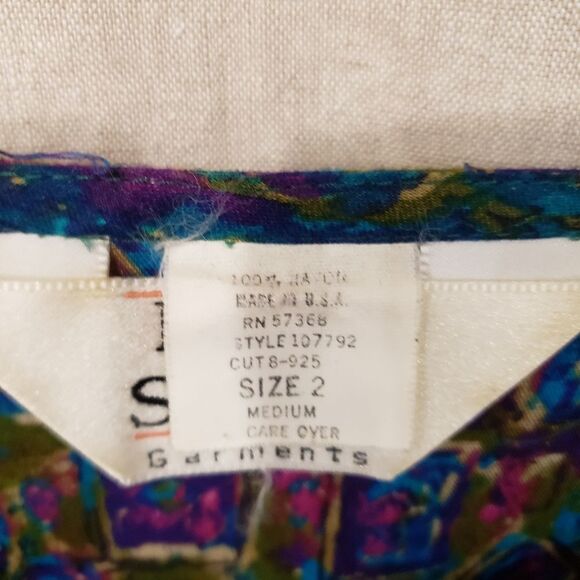 100% RAYON
MADE IN U.S.A.
RN 57368
STYLE 107792
CUT 8-925
SIZE 2
MEDIUM
CARE OVER
S
Garments